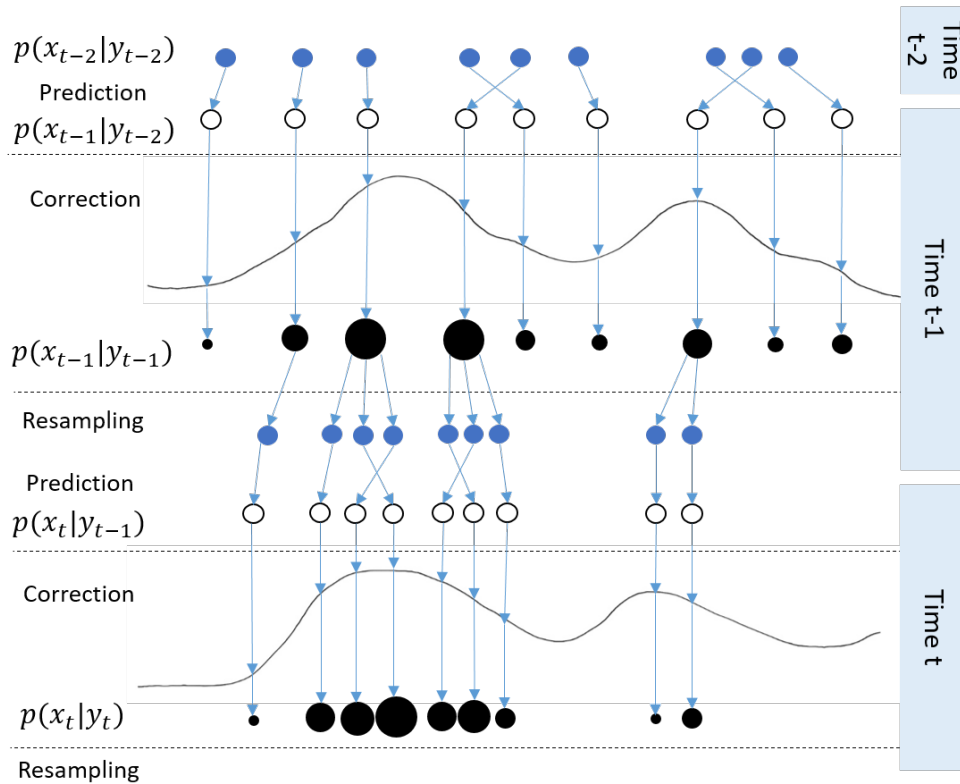 p(x_{t-2}|y_{t-2})
Time
t-2
Prediction
p(x_{t-1}|y_{t-2})
Correction
Time t-1
p(x_{t-1}|y_{t-1})
Resampling
Prediction
p(x_t|y_{t-1})
Correction
Time t
p(x_t|y_t)
Resampling